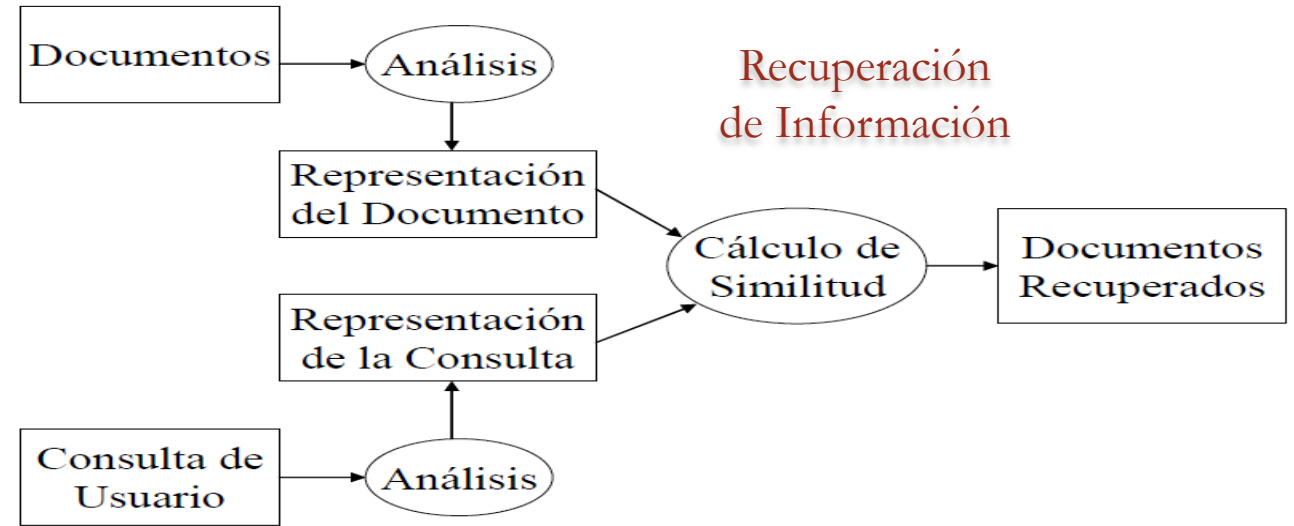 Documentos
Análisis
Recuperación
de Información
Representación
del Documento
Cálculo de
Similitud
Documentos
Recuperados
Representación
de la Consulta
Consulta de
Usuario
Análisis